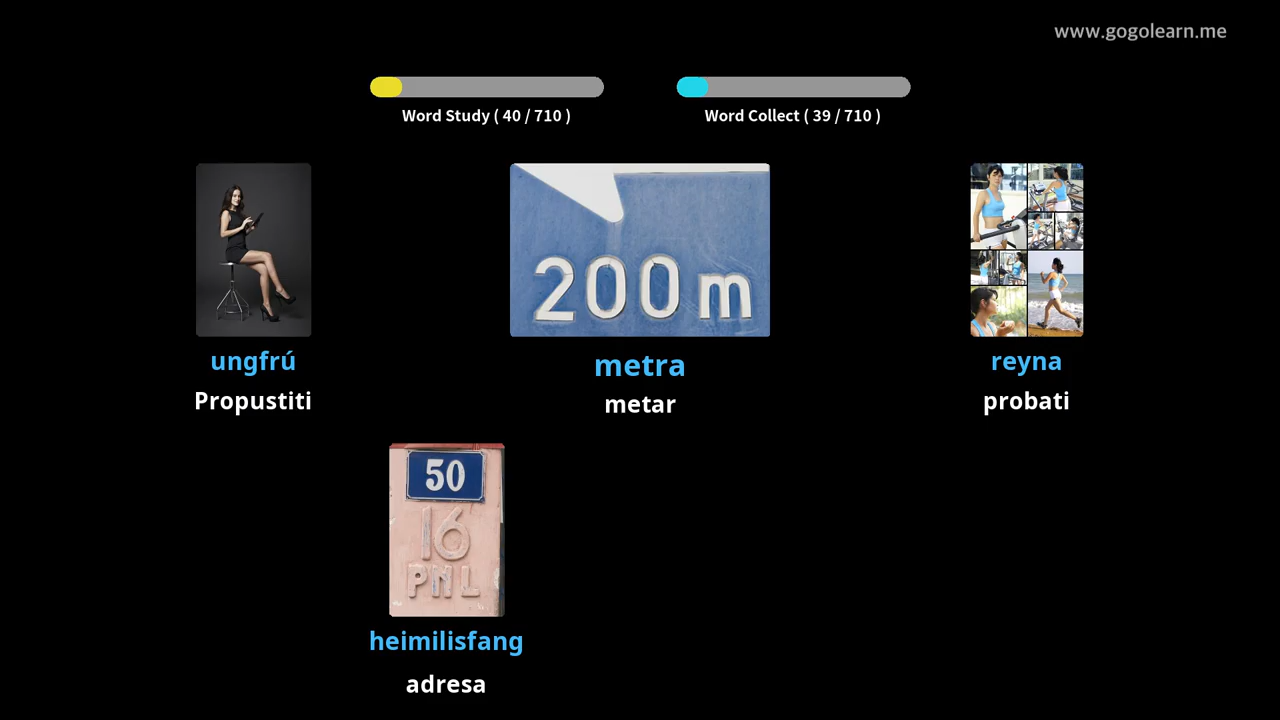 www.gogolearn.me
Word Study ( 40 / 710 )
Word Collect ( 39 / 710 )
200 m
ungfrú
Propustiti
metra
metar
reyna
probati
50
16
PNL
heimilisfang
adresa